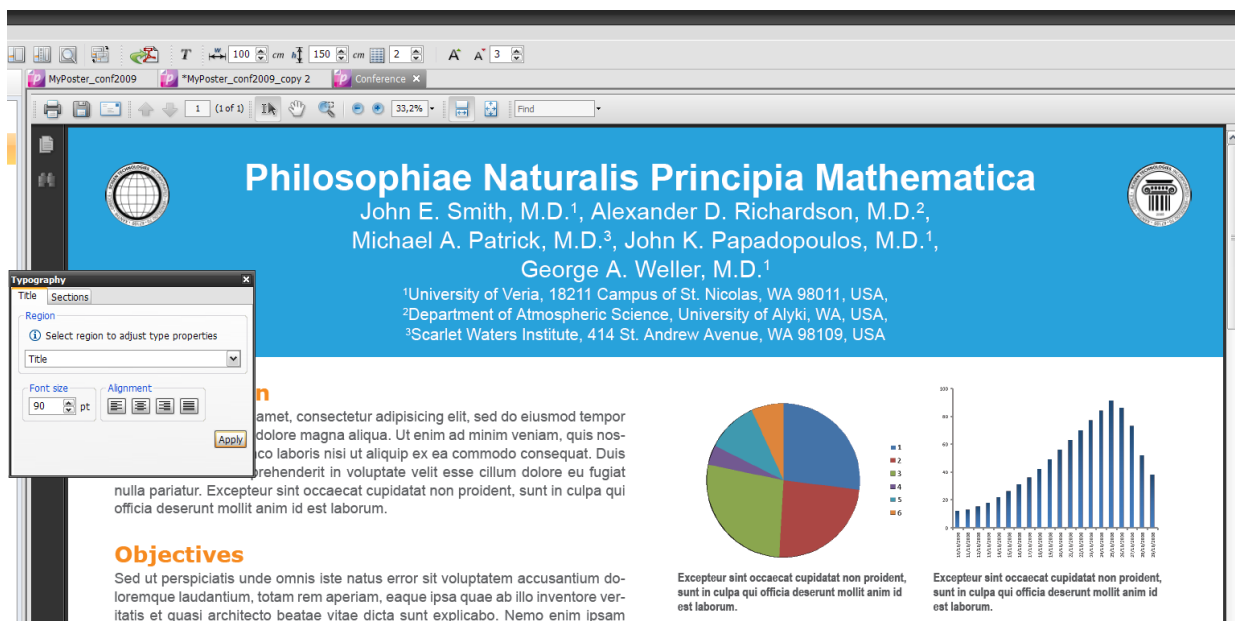 T W 100 cm h 150 cm 2 A A 3
MyPoster_conf2009 *MyPoster_conf2009_copy 2 Conference
1 (1 of 1) 33,2% Find
Philosophiae Naturalis Principia Mathematica
John E. Smith, M.D.¹, Alexander D. Richardson, M.D.²,
Michael A. Patrick, M.D.³, John K. Papadopoulos, M.D.¹,
George A. Weller, M.D.¹
¹University of Veria, 18211 Campus of St. Nicolas, WA 98011, USA,
²Department of Atmospheric Science, University of Alyki, WA, USA,
³Scarlet Waters Institute, 414 St. Andrew Avenue, WA 98109, USA
Typography
Title Sections
Region
Select region to adjust type properties
Title
Font size Alignment
90 pt
Apply
n
amet, consectetur adipisicing elit, sed do eiusmod tempor
dolore magna aliqua. Ut enim ad minim veniam, quis nos-
co laboris nisi ut aliquip ex ea commodo consequat. Duis
prehenderit in voluptate velit esse cillum dolore eu fugiat
nulla pariatur. Excepteur sint occaecat cupidatat non proident, sunt in culpa qui
officia deserunt mollit anim id est laborum.
Objectives
Sed ut perspiciatis unde omnis iste natus error sit voluptatem accusantium do-
loremque laudantium, totam rem aperiam, eaque ipsa quae ab illo inventore ver-
itatis et quasi architecto beatae vitae dicta sunt explicabo. Nemo enim ipsam
1
2
3
4
5
6
100
80
60
40
20
0
Excepteur sint occaecat cupidatat non proident,
sunt in culpa qui officia deserunt mollit anim id
est laborum.
Excepteur sint occaecat cupidatat non proident,
sunt in culpa qui officia deserunt mollit anim id
est laborum.